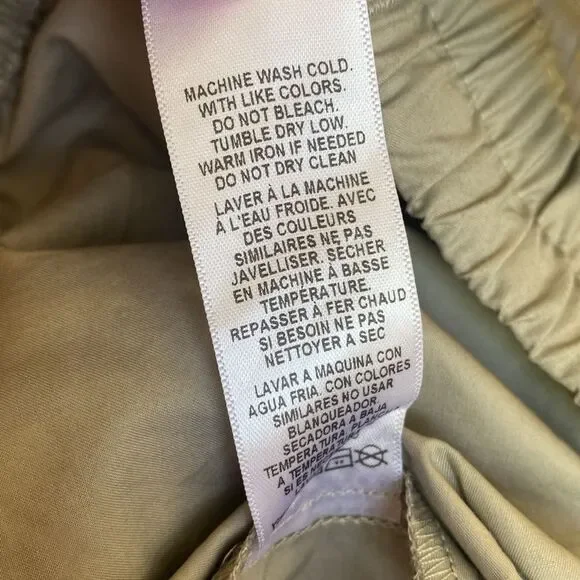 MACHINE WASH COLD.
WITH LIKE COLORS.
DO NOT BLEACH.
TUMBLE DRY LOW.
WARM IRON IF NEEDED
DO NOT DRY CLEAN
LAVER À LA MACHINE
À L'EAU FROIDE. AVEC
DES COULEURS
SIMILAIRES NE PAS
JAVELLISER. SÉCHER
EN MACHINE À BASSE
TEMPÉRATURE.
REPASSER À FER CHAUD
SI BESOIN NE PAS
NETTOYER A SEC
LAVAR A MAQUINA CON
AGUA FRIA. CON COLORES
SIMILARES NO USAR
BLANQUEADOR.
SECADORA A BAJA
TEMPERATURA.
A TEMPERATUR